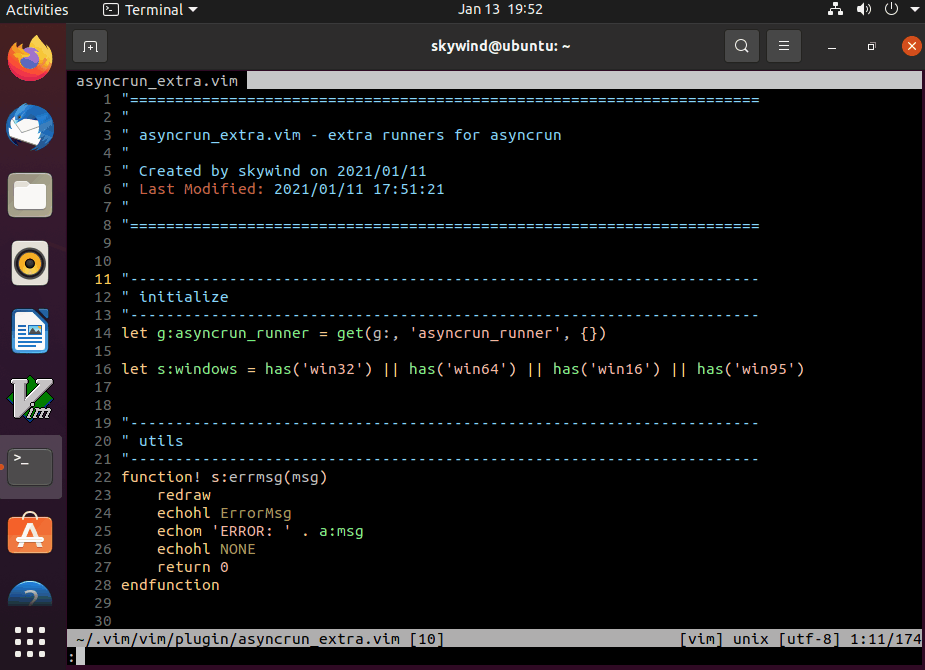 Activities Terminal Jan 13 19:52
skywind@ubuntu: ~
asyncrun_extra.vim
1 "======================================================================
2 "
3 " asyncrun_extra.vim - extra runners for asyncrun
4 "
5 " Created by skywind on 2021/01/11
6 " Last Modified: 2021/01/11 17:51:21
7 "
8 "======================================================================
9
10
11 "----------------------------------------------------------------------
12 " initialize
13 "----------------------------------------------------------------------
14 let g:asyncrun_runner = get(g:, 'asyncrun_runner', {})
15
16 let s:windows = has('win32') || has('win64') || has('win16') || has('win95')
17
18
19 "----------------------------------------------------------------------
20 " utils
21 "----------------------------------------------------------------------
22 function! s:errmsg(msg)
23     redraw
24     echohl ErrorMsg
25     echom 'ERROR: ' . a:msg
26     echohl NONE
27     return 0
28 endfunction
29
30
~/.vim/vim/plugin/asyncrun_extra.vim [10] [vim] unix [utf-8] 1:11/174
:
Vim
>_
A
?